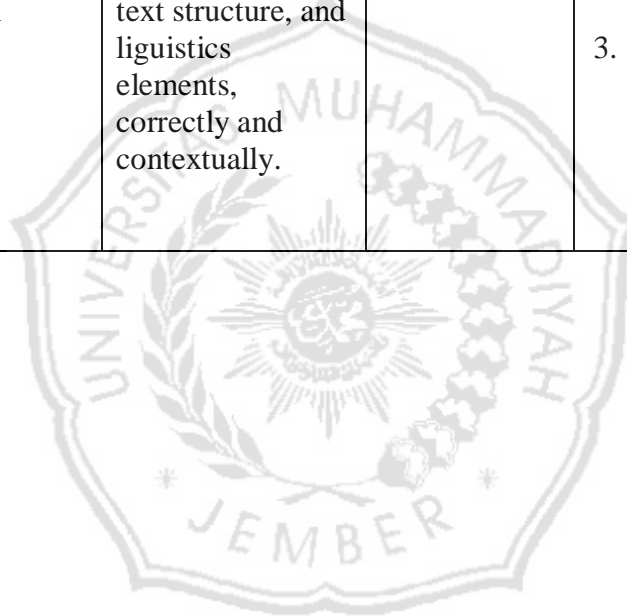 text structure, and
liguistics
elements,
correctly and
contextually.
3.
UNIVERSITAS MUHAMMADIYAH
JEMBER